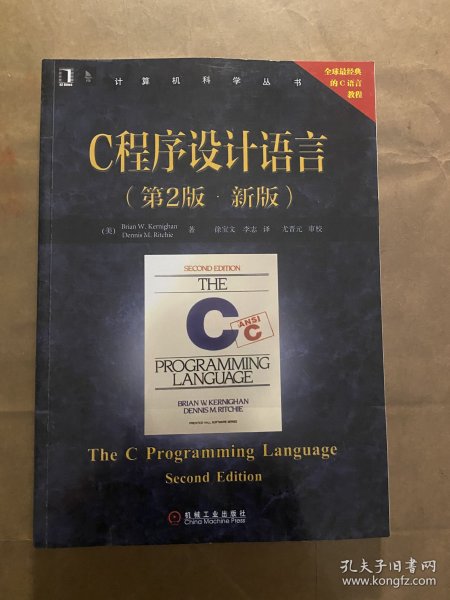 计算机科学丛书
全球最经典
的C语言
教程
C程序设计语言
(第2版·新版)
(美) Brian W. Kernighan
Dennis M. Ritchie 著
徐宝文 李志 译 尤晋元 审校
SECOND EDITION
THE
C
ANSI
C
PROGRAMMING
LANGUAGE
BRIAN W. KERNIGHAN
DENNIS M. RITCHIE
PRENTICE HALL SOFTWARE SERIES
The C Programming Language
Second Edition
机械工业出版社
China Machine Press
孔夫子旧书网
www.kongfz.com